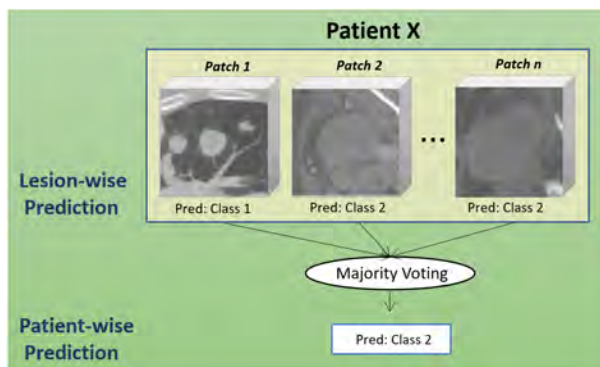 Patient X
Patch 1 Patch 2 Patch n
...
Lesion-wise
Prediction
Pred: Class 1 Pred: Class 2 Pred: Class 2
Majority Voting
Patient-wise
Prediction
Pred: Class 2